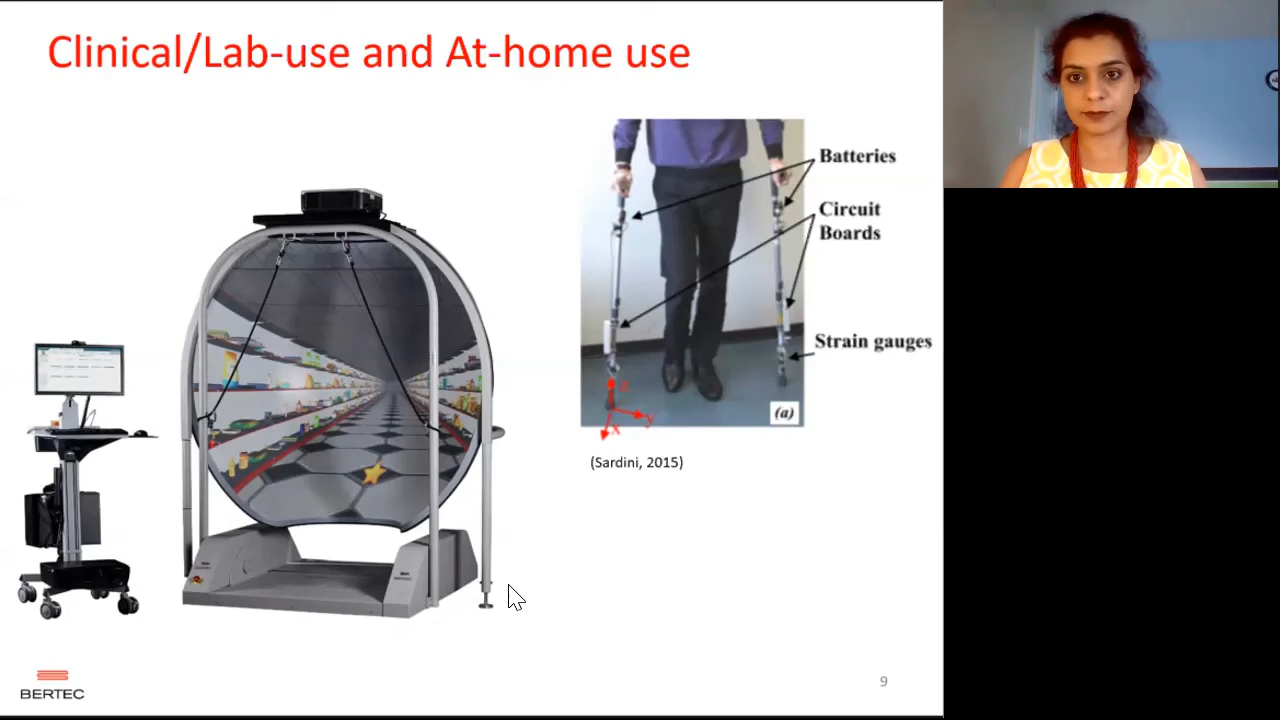 Clinical/Lab-use and At-home use
Batteries
Circuit
Boards
Strain gauges
z
y
x
(a)
(Sardini, 2015)
BERTEC
9